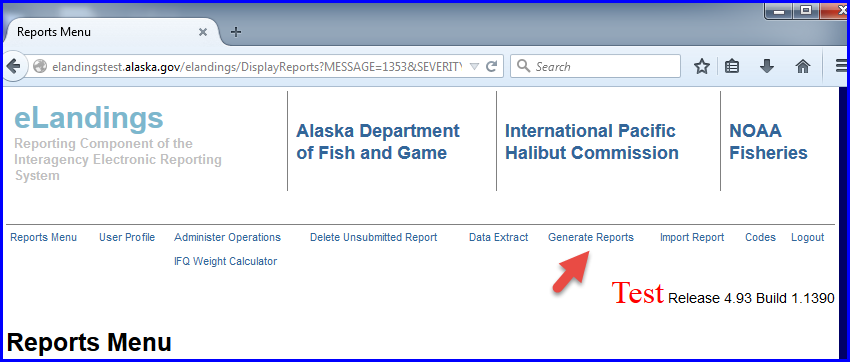 Reports Menu
elandingstest.alaska.gov/elandings/DisplayReports?MESSAGE=1353&SEVERITY
Search
eLandings
Reporting Component of the
Interagency Electronic Reporting
System
Alaska Department
of Fish and Game
International Pacific
Halibut Commission
NOAA
Fisheries
Reports Menu User Profile Administer Operations Delete Unsubmitted Report Data Extract Generate Reports Import Report Codes Logout
IFQ Weight Calculator
Test Release 4.93 Build 1.1390
Reports Menu